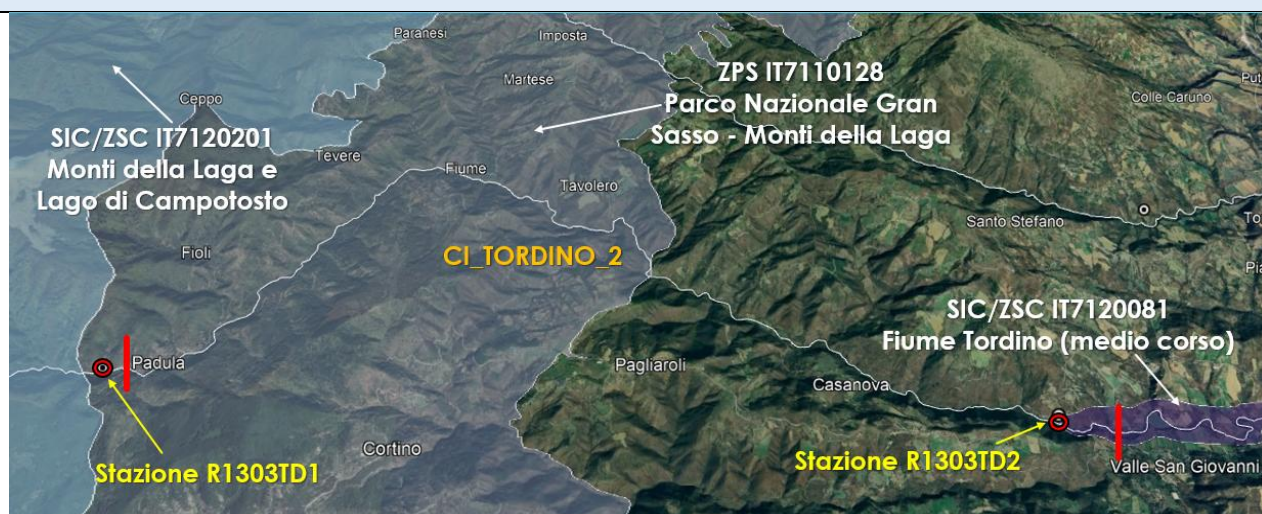 Paranesi
Imposta
Ceppo
Martese
ZPS IT7110128
Parco Nazionale Gran
Sasso - Monti della Laga
Colle Caruno
SIC/ZSC IT7120201
Monti della Laga e
Lago di Campotosto
Tevere
Fiume
Tavolero
Santo Stefano
Fioli
CI_TORDINO_2
SIC/ZSC IT7120081
Fiume Tordino (medio corso)
Padula
Pagliaroli
Casanova
Cortino
Stazione R1303TD1
Stazione R1303TD2
Valle San Giovanni